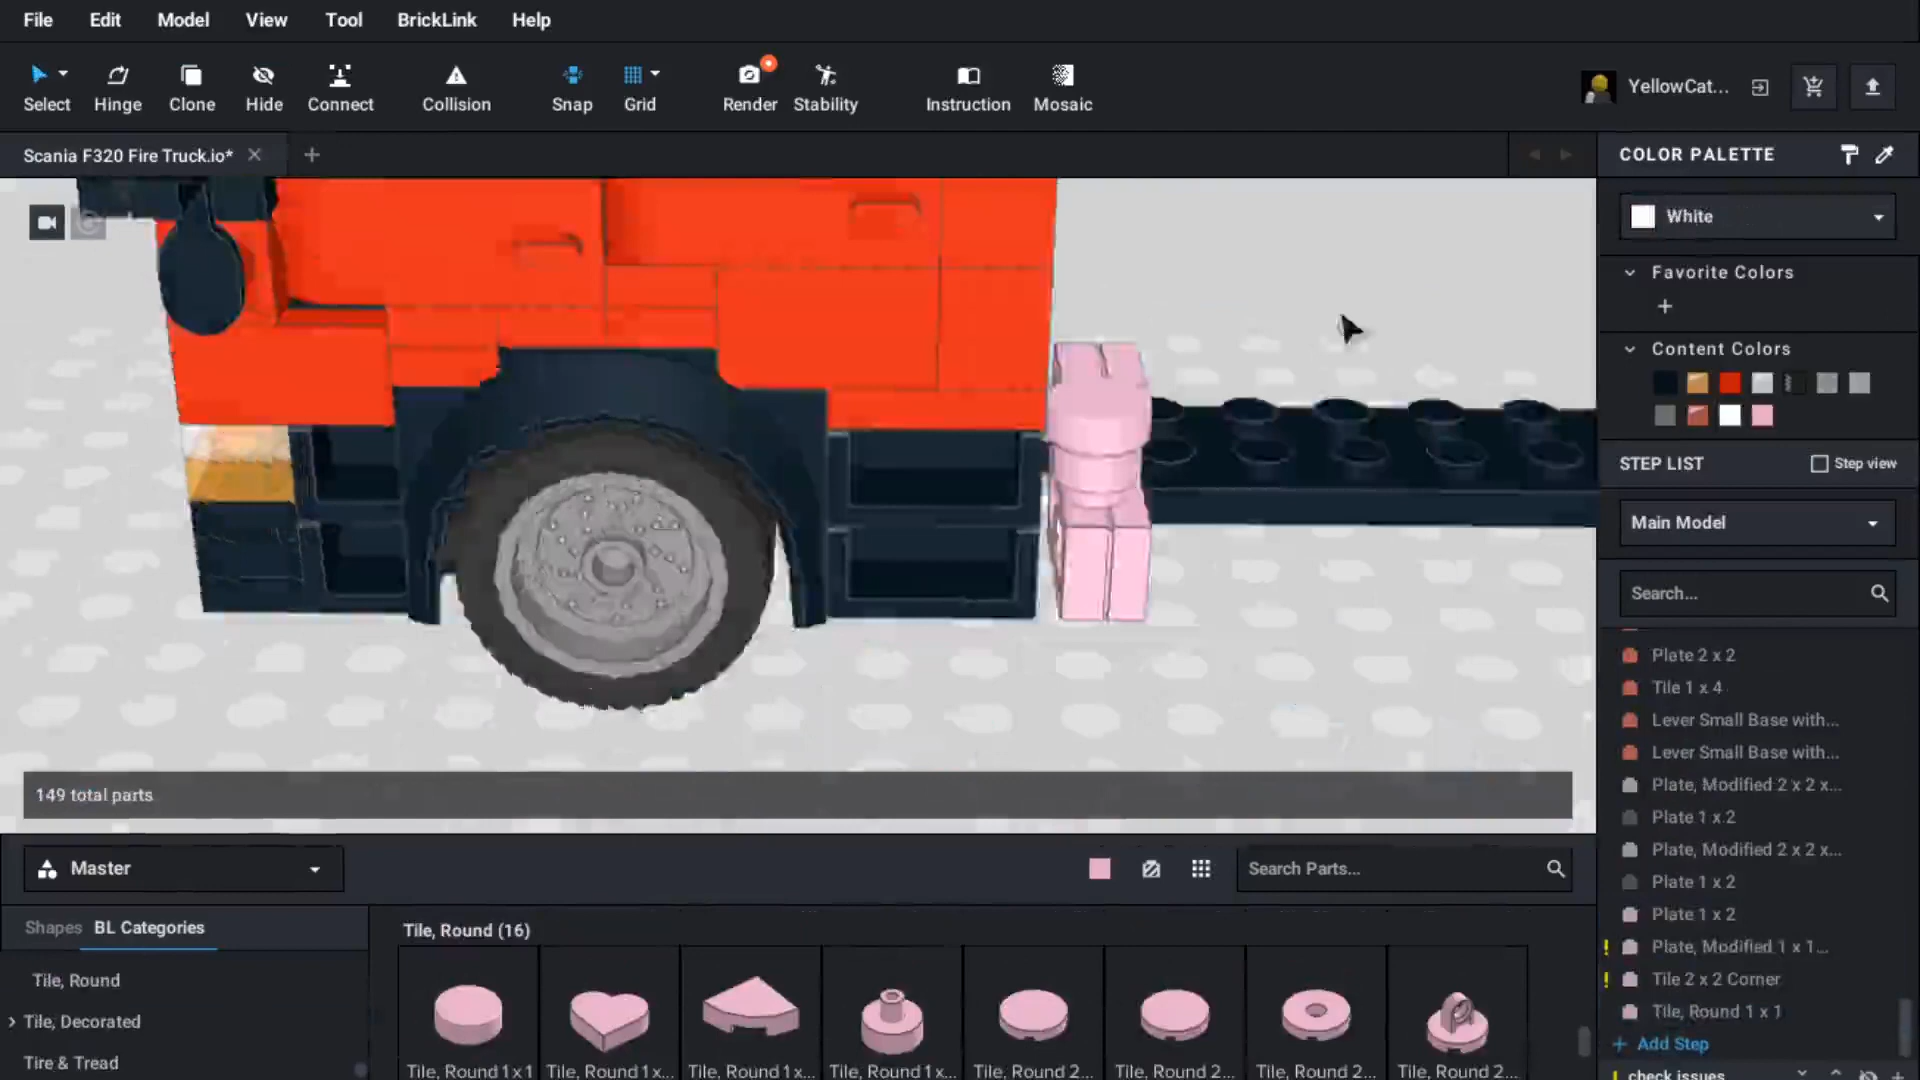 File Edit Model View Tool BrickLink Help
Select Hinge Clone Hide Connect Collision Snap Grid Render Stability Instruction Mosaic YellowCat...
Scania F320 Fire Truck.io*
COLOR PALETTE
White
Favorite Colors
Content Colors
STEP LIST Step view
Main Model
Search...
Plate 2 x 2
Tile 1 x 4
Lever Small Base with...
Lever Small Base with...
Plate, Modified 2 x 2 x...
Plate 1 x 2
Plate, Modified 2 x 2 x...
Plate 1 x 2
Plate 1 x 2
Plate, Modified 1 x 1...
Tile 2 x 2 Corner
Tile, Round 1 x 1
+ Add Step
check issues
149 total parts
Master
Search Parts...
Shapes BL Categories
Tile, Round
Tile, Decorated
Tire & Tread
Tile, Round (16)
Tile, Round 1 x 1 Tile, Round 1 x... Tile, Round 1 x... Tile, Round 1 x... Tile, Round 2... Tile, Round 2... Tile, Round 2... Tile, Round 2...